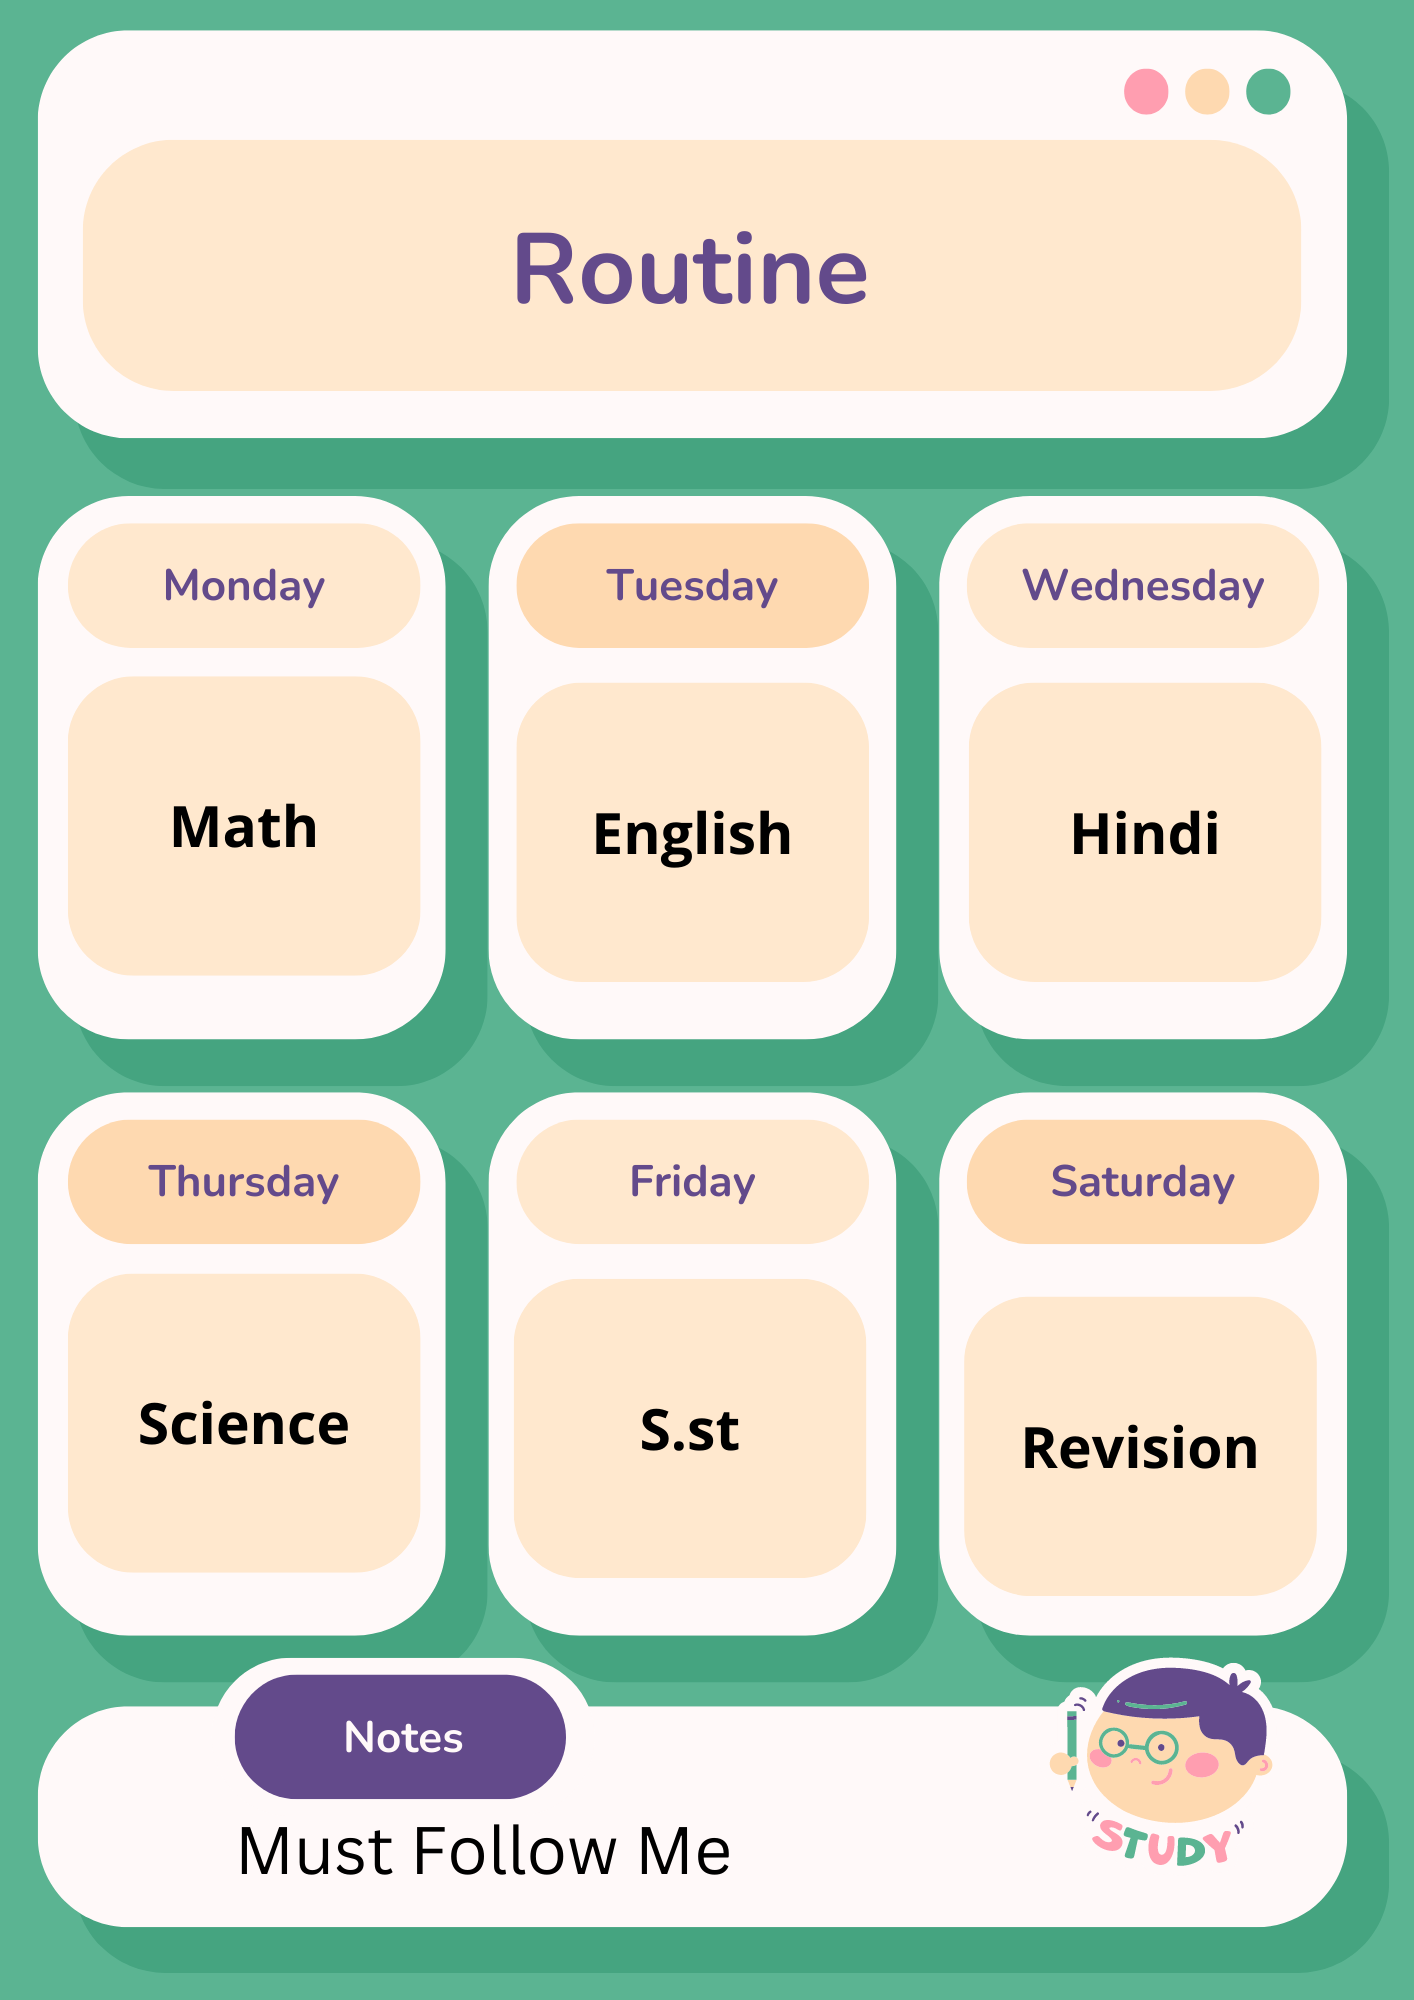 Routine
Monday
Tuesday
Wednesday
Math
English
Hindi
Thursday
Friday
Saturday
Science
S.st
Revision
Notes
Must Follow Me
STUDY